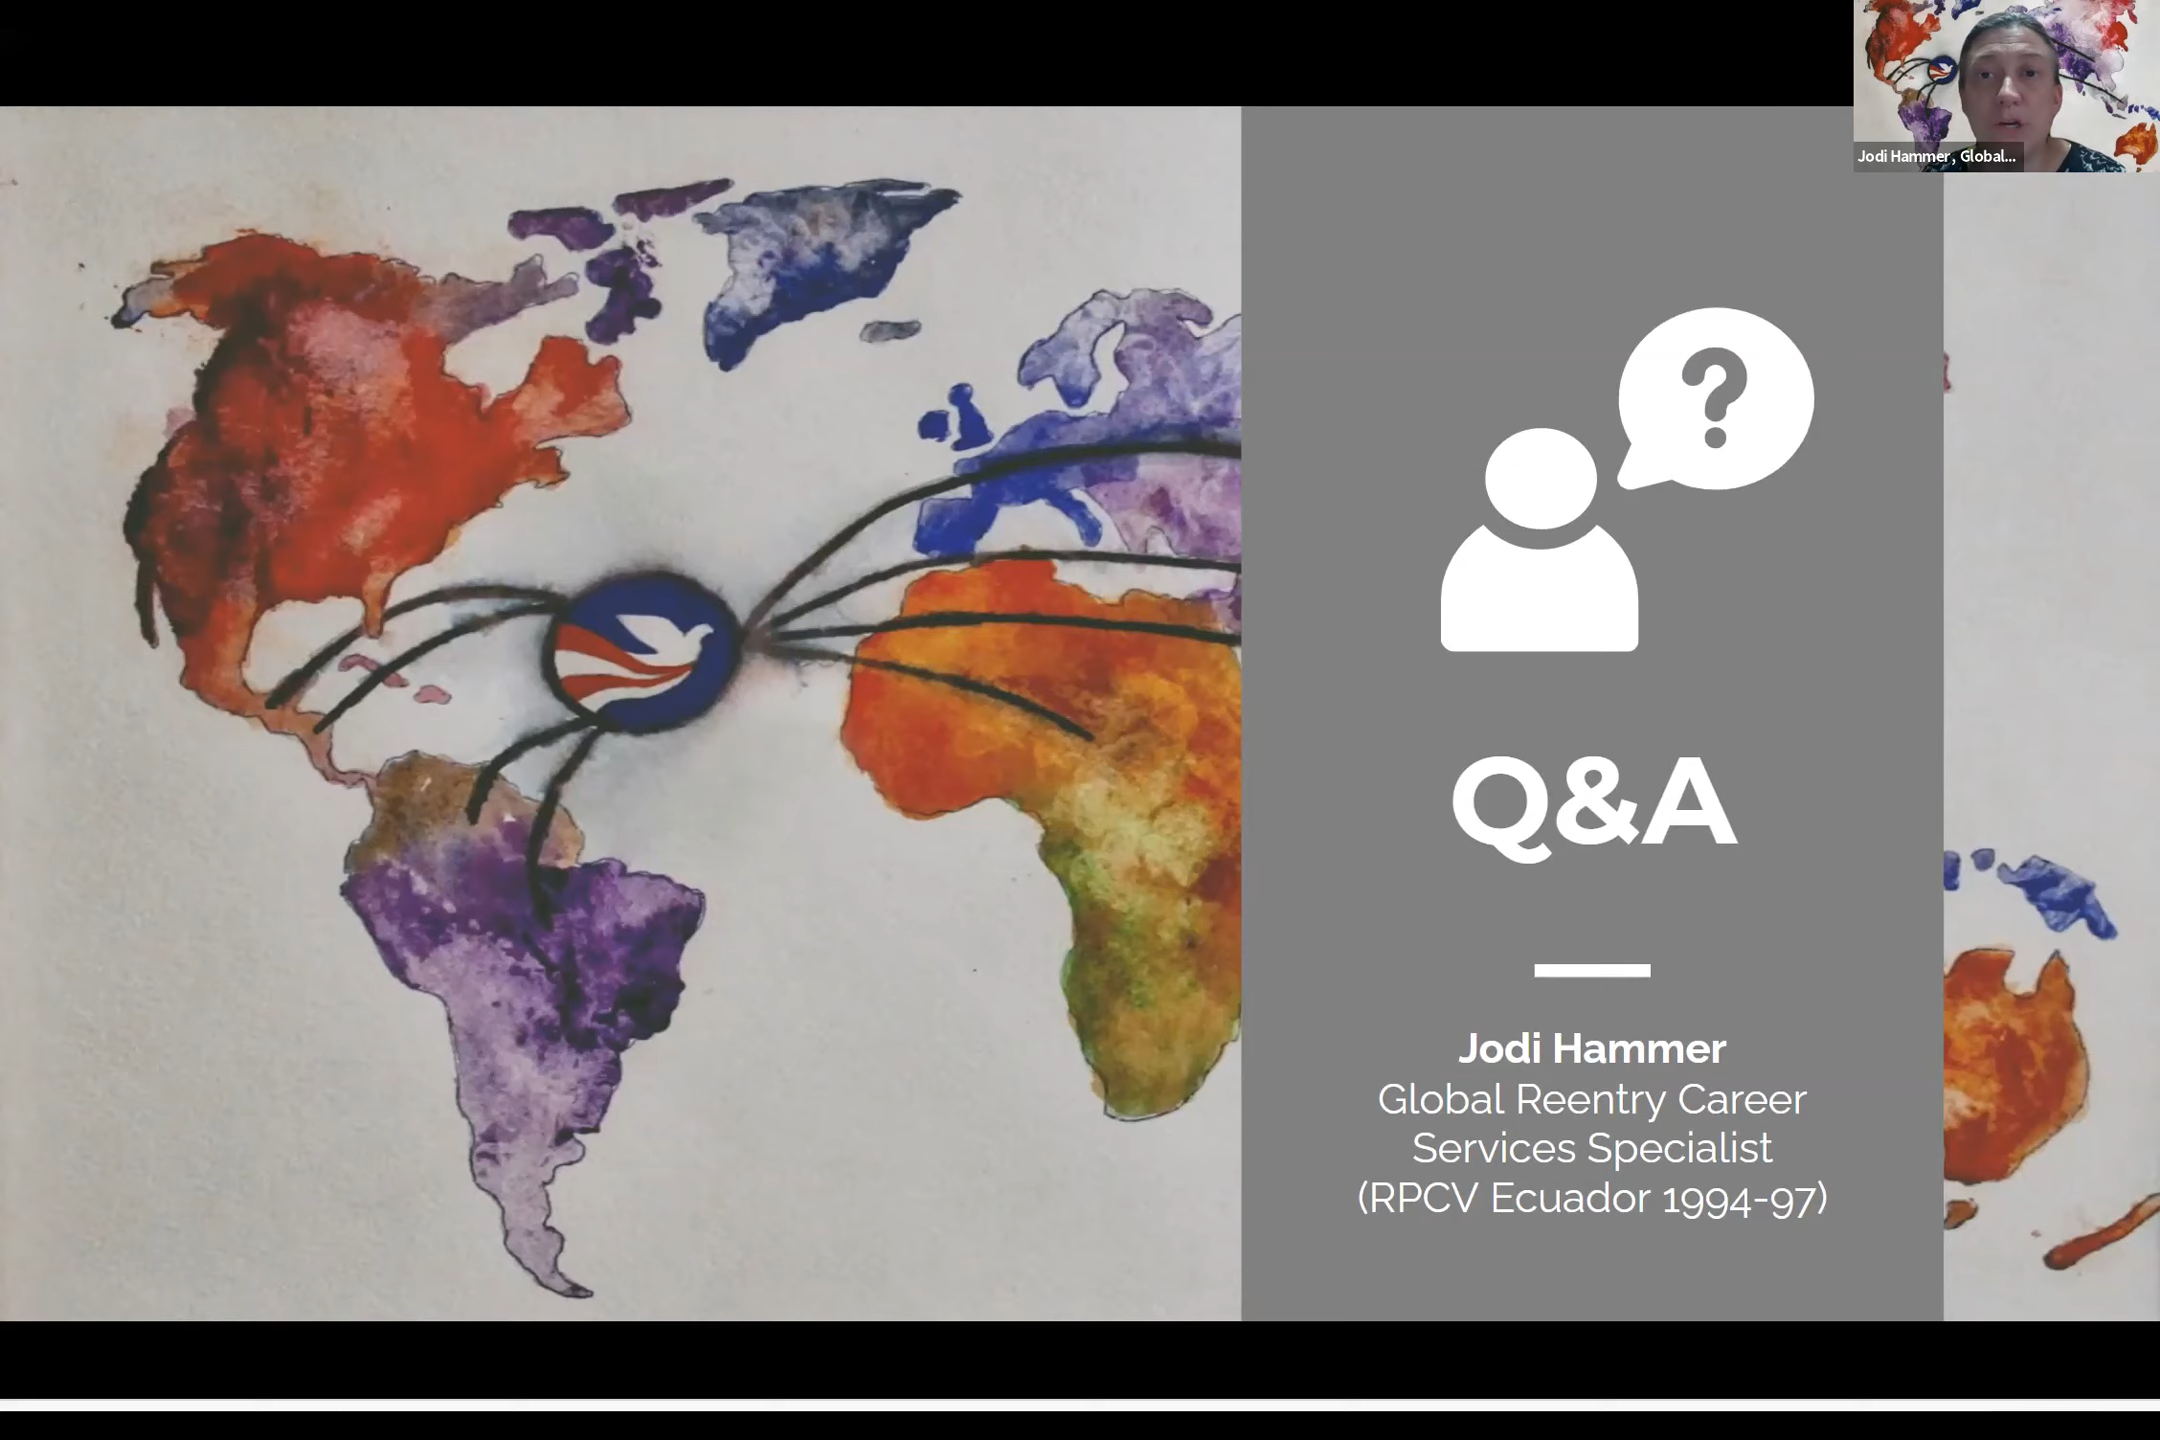 Jodi Hammer, Global...
?
Q&A
Jodi Hammer
Global Reentry Career
Services Specialist
(RPCV Ecuador 1994-97)